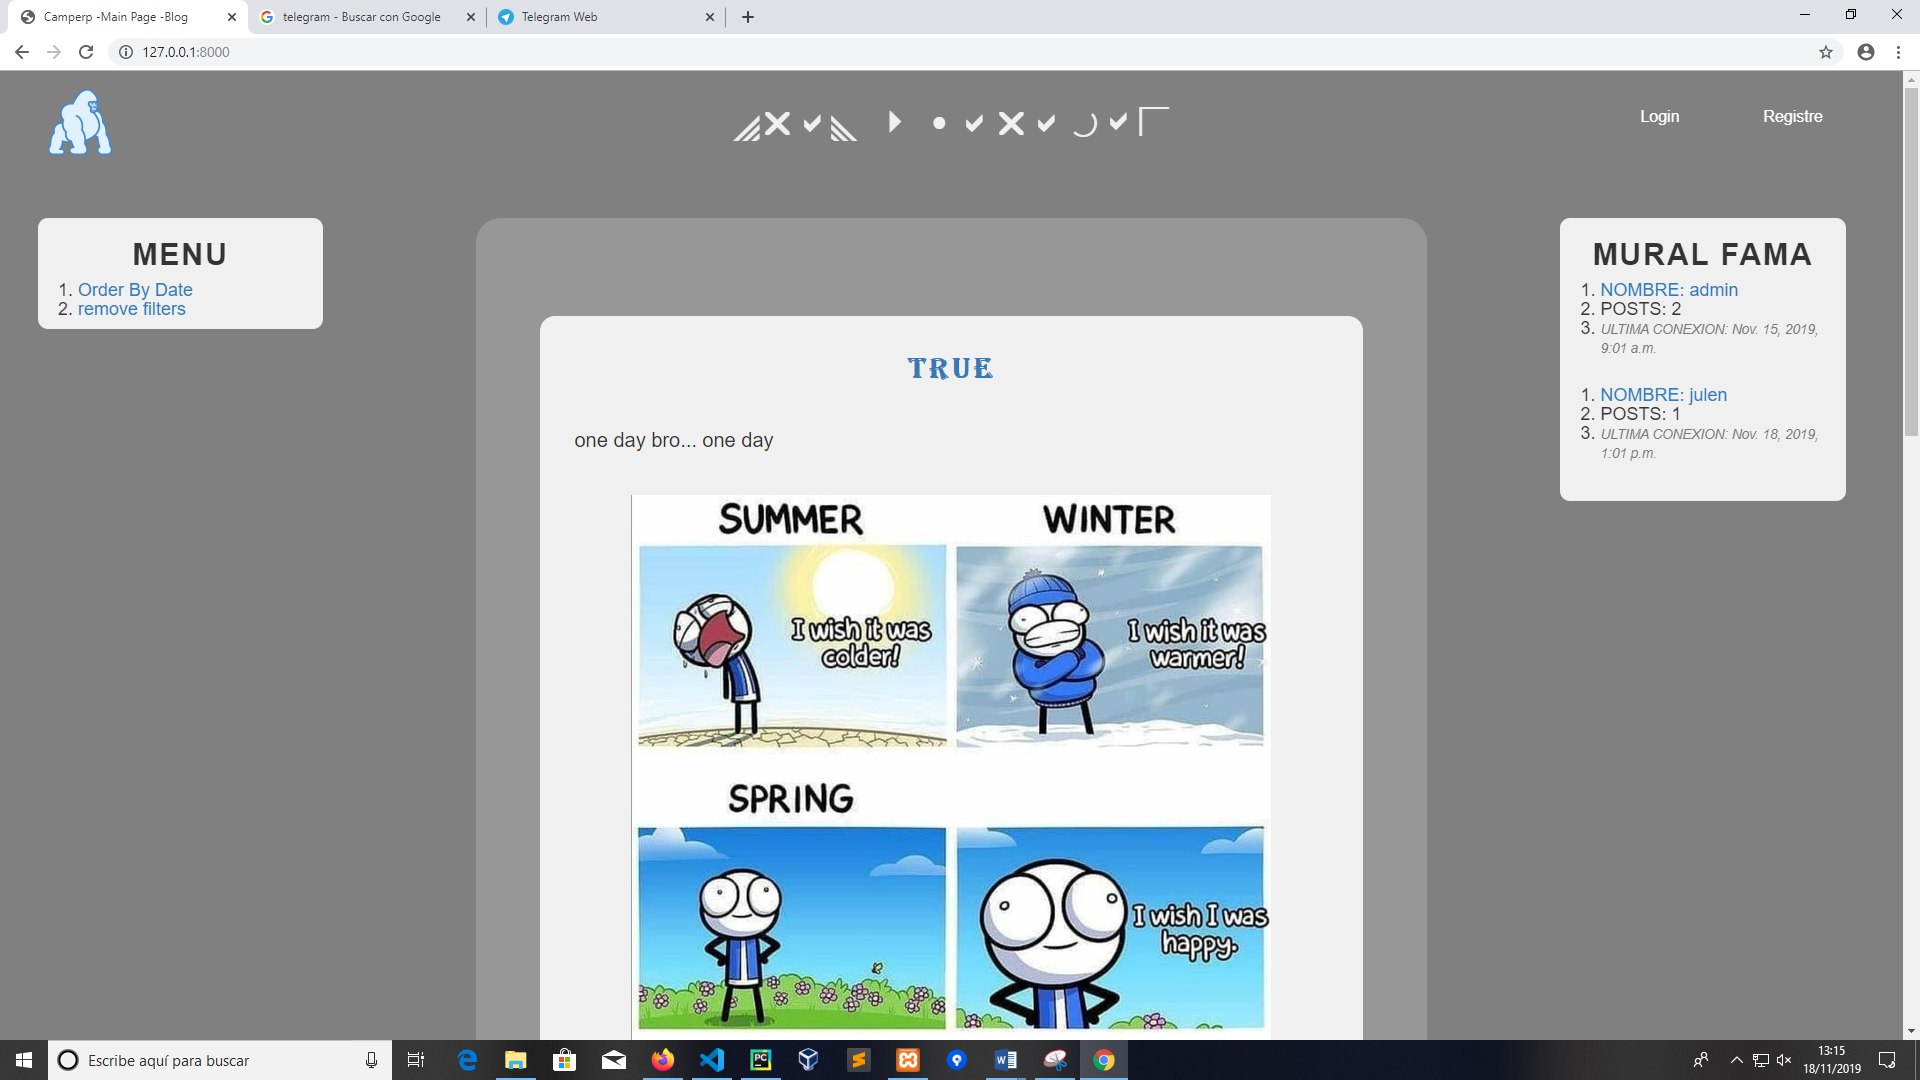 Camperp -Main Page -Blog
telegram - Buscar con Google
Telegram Web
127.0.0.1:8000
Login
Registre
MENU
1. Order By Date
2. remove filters
TRUE
one day bro... one day
SUMMER
WINTER
I wish it was
colder!
I wish it was
warmer!
SPRING
I wish I was
happy.
MURAL FAMA
1. NOMBRE: admin
2. POSTS: 2
3. ULTIMA CONEXION: Nov. 15, 2019,
9:01 a.m.
1. NOMBRE: julen
2. POSTS: 1
3. ULTIMA CONEXION: Nov. 18, 2019,
1:01 p.m.
Escribe aquí para buscar
PC
13:15
18/11/2019